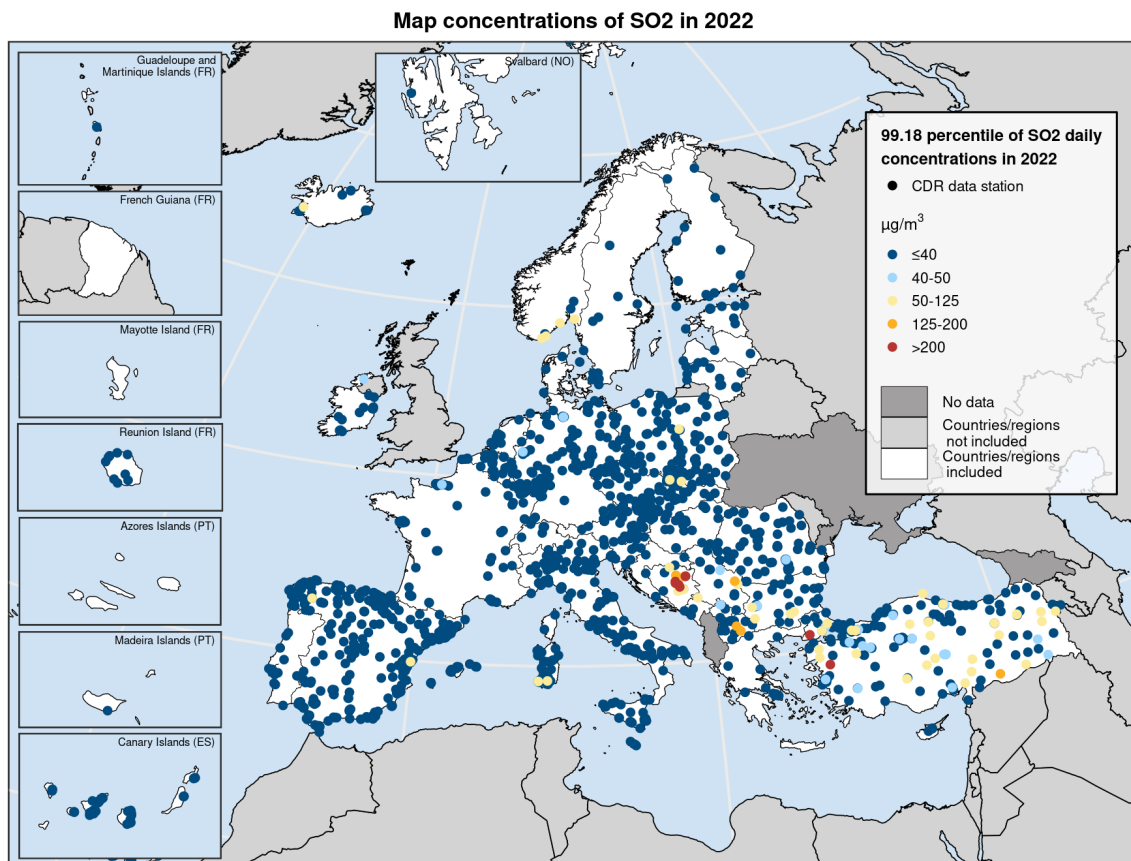 Map concentrations of SO2 in 2022
Guadeloupe and
Martinique Islands (FR)
Svalbard (NO)
French Guiana (FR)
Mayotte Island (FR)
Reunion Island (FR)
Azores Islands (PT)
Madeira Islands (PT)
Canary Islands (ES)
99.18 percentile of SO2 daily
concentrations in 2022
CDR data station
µg/m³
≤40
40-50
50-125
125-200
>200
No data
Countries/regions
not included
Countries/regions
included